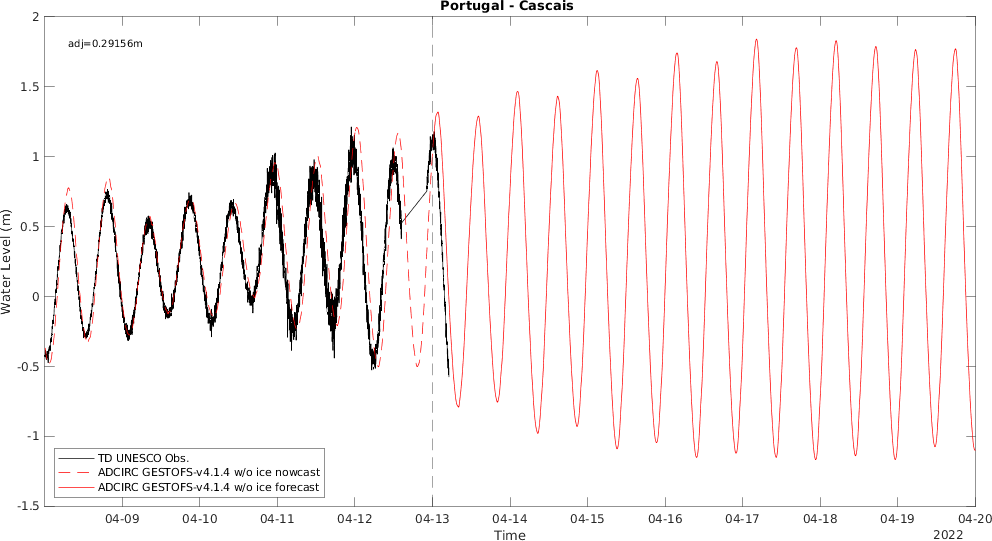 Portugal - Cascais
adj=0.29156m
2
1.5
1
0.5
0
-0.5
-1
-1.5
Water Level (m)
TD UNESCO Obs.
ADCIRC GESTOFS-v4.1.4 w/o ice nowcast
ADCIRC GESTOFS-v4.1.4 w/o ice forecast
04-09 04-10 04-11 04-12 04-13 04-14 04-15 04-16 04-17 04-18 04-19 04-20
Time
2022